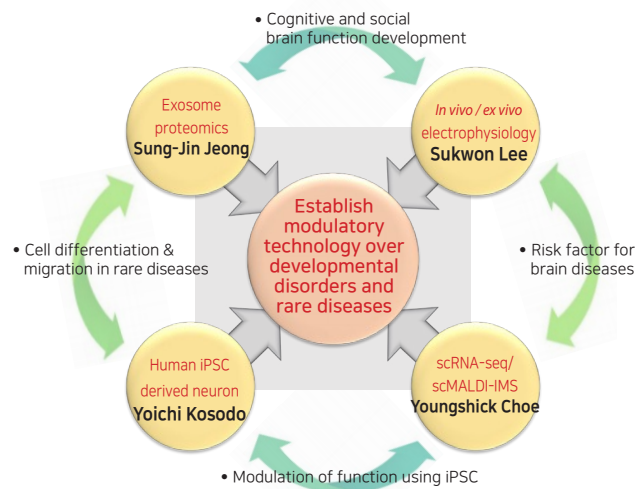 • Cognitive and social
brain function development
Exosome
proteomics
Sung-Jin Jeong
In vivo / ex vivo
electrophysiology
Sukwon Lee
Establish
modulatory
technology over
developmental
disorders and
rare diseases
• Cell differentiation &
migration in rare diseases
• Risk factor for
brain diseases
Human iPSC
derived neuron
Yoichi Kosodo
scRNA-seq/
scMALDI-IMS
Youngshick Choe
• Modulation of function using iPSC